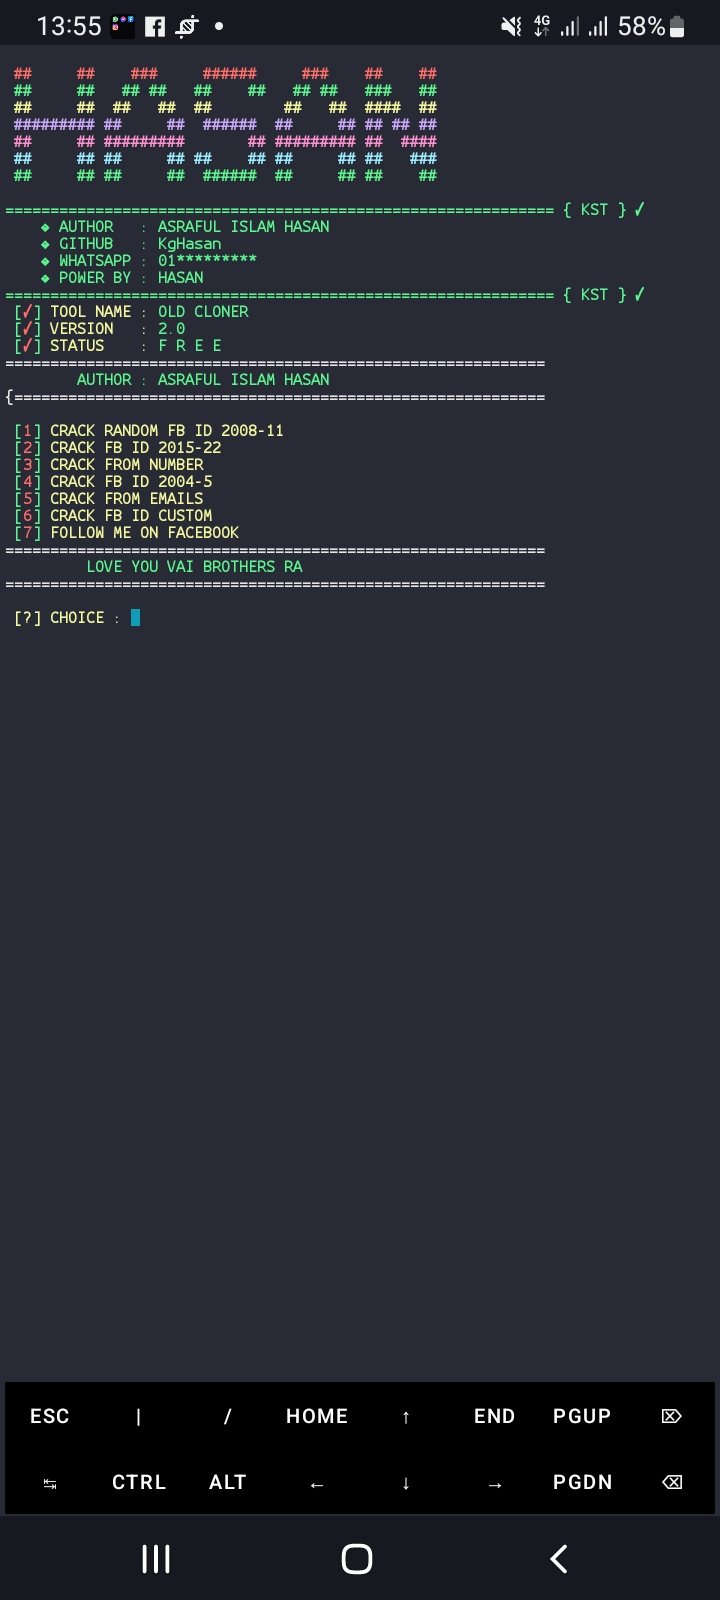 13:55 4G 58%
HASAN
============================================================= { KST } ✓
◆ AUTHOR : ASRAFUL ISLAM HASAN
◆ GITHUB : KgHasan
◆ WHATSAPP : 01*********
◆ POWER BY : HASAN
============================================================= { KST } ✓
[✓] TOOL NAME : OLD CLONER
[✓] VERSION : 2.0
[✓] STATUS : F R E E
============================================================
AUTHOR : ASRAFUL ISLAM HASAN
{===========================================================
[1] CRACK RANDOM FB ID 2008-11
[2] CRACK FB ID 2015-22
[3] CRACK FROM NUMBER
[4] CRACK FB ID 2004-5
[5] CRACK FROM EMAILS
[6] CRACK FB ID CUSTOM
[7] FOLLOW ME ON FACEBOOK
============================================================
LOVE YOU VAI BROTHERS RA
============================================================
[?] CHOICE :
ESC | / HOME ↑ END PGUP ⌦
↹ CTRL ALT ← ↓ → PGDN ⌫